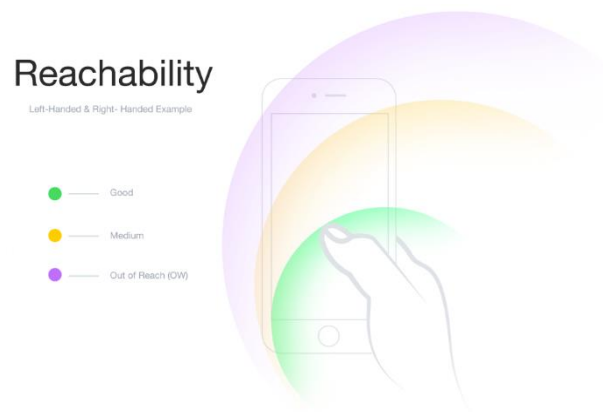 Reachability
Left-Handed & Right- Handed Example
Good
Medium
Out of Reach (OW)